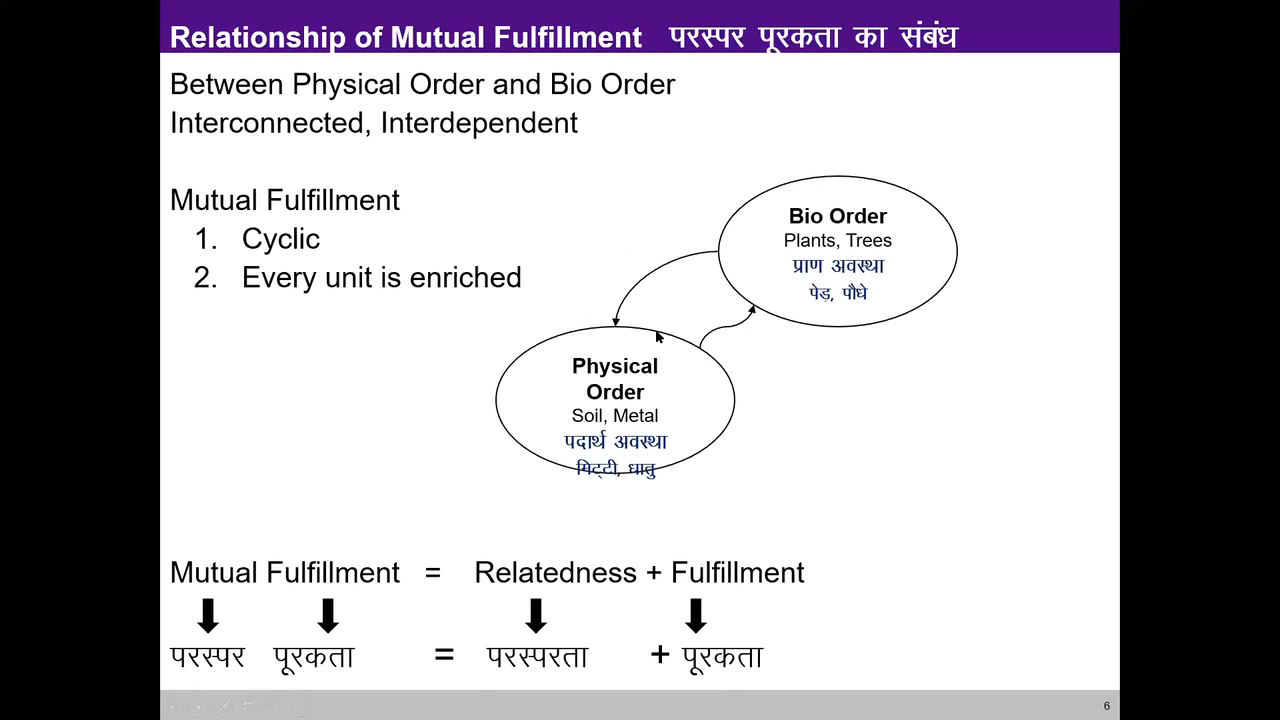 Relationship of Mutual Fulfillment परस्पर पूरकता का संबंध
Between Physical Order and Bio Order
Interconnected, Interdependent
Mutual Fulfillment
1. Cyclic
2. Every unit is enriched
Bio Order
Plants, Trees
प्राण अवस्था
पेड़, पौधे
Physical
Order
Soil, Metal
पदार्थ अवस्था
मिट्टी, धातु
Mutual Fulfillment = Relatedness + Fulfillment
परस्पर पूरकता = परस्परता + पूरकता
6